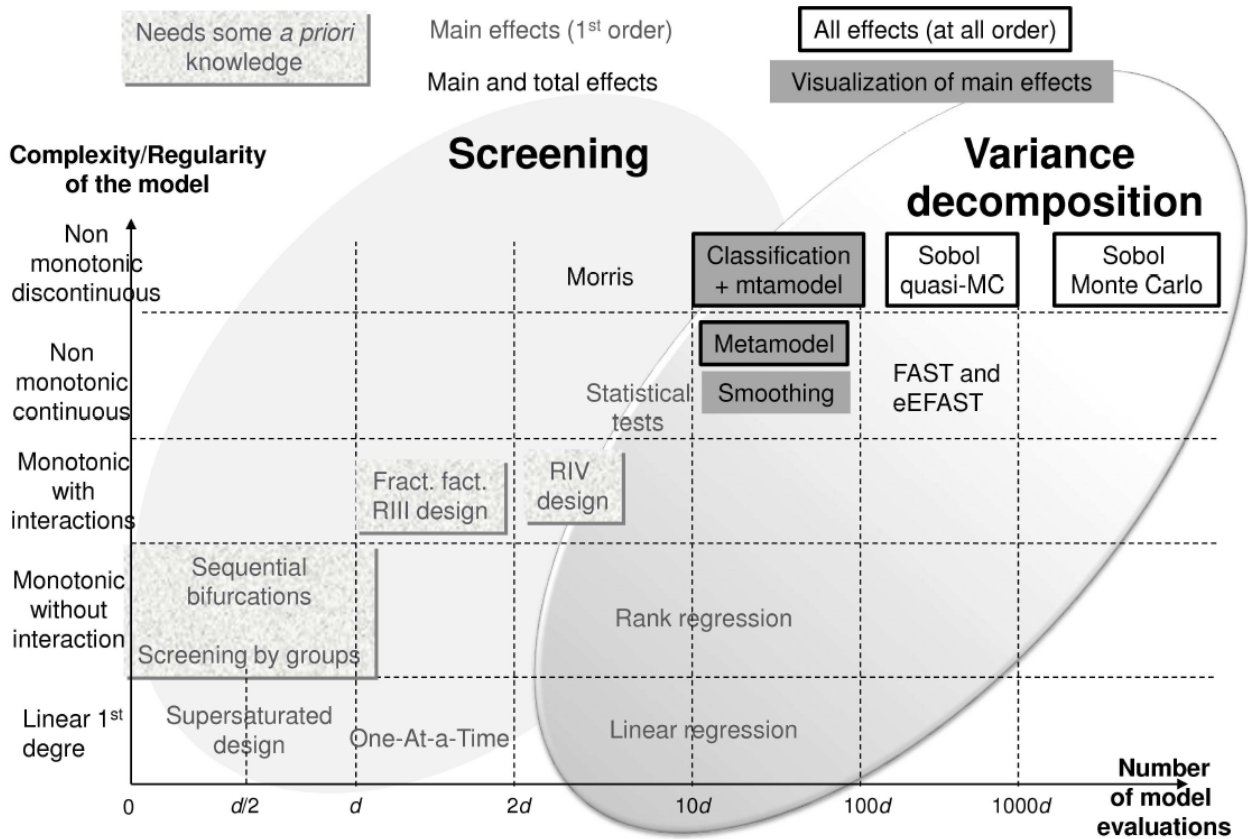 Needs some a priori
knowledge
Main effects (1st order)
All effects (at all order)
Main and total effects
Visualization of main effects
Complexity/Regularity
of the model
Screening
Variance
decomposition
Non
monotonic
discontinuous
Morris
Classification
+ mtamodel
Sobol
quasi-MC
Sobol
Monte Carlo
Non
monotonic
continuous
Statistical
tests
Metamodel
Smoothing
FAST and
eEFAST
Monotonic
with
interactions
Fract. fact.
RIII design
RIV
design
Monotonic
without
interaction
Sequential
bifurcations
Screening by groups
Rank regression
Linear 1st
degre
Supersaturated
design
One-At-a-Time
Linear regression
0
d/2
d
2d
10d
100d
1000d
Number
of model
evaluations